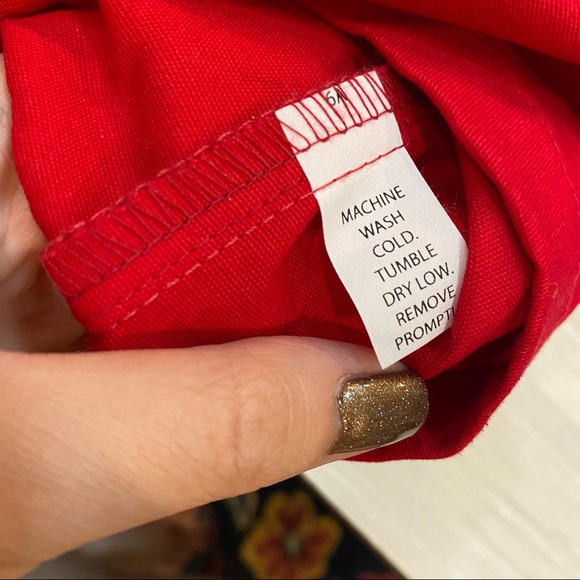 MACHINE
WASH
COLD.
TUMBLE
DRY LOW.
REMOVE